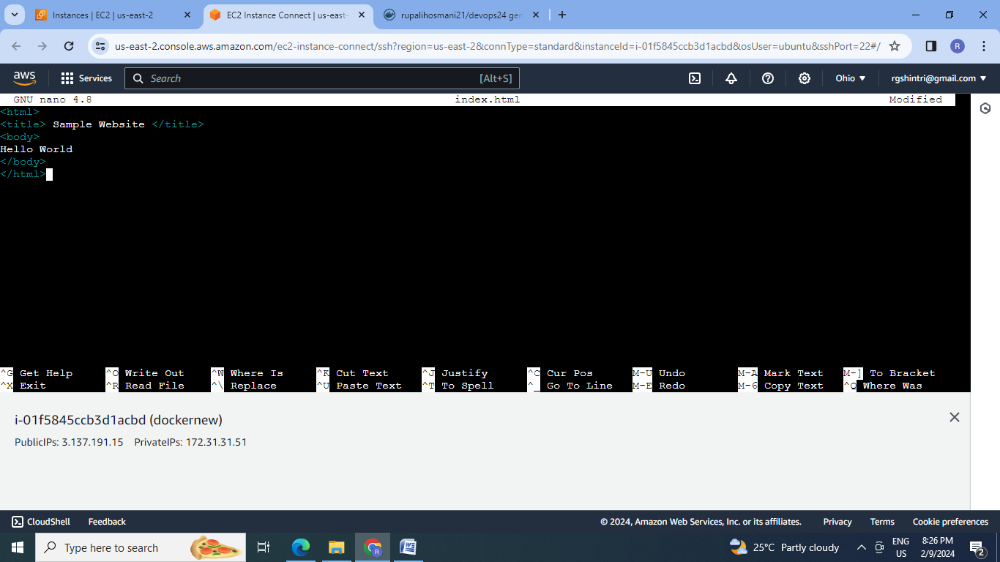 Instances | EC2 | us-east-2
EC2 Instance Connect | us-east-
rupalihosmani21/devops24 gen
us-east-2.console.aws.amazon.com/ec2-instance-connect/ssh?region=us-east-2&connType=standard&instanceId=i-01f5845ccb3d1acbd&osUser=ubuntu&sshPort=22#/
R
aws Services Search [Alt+S] Ohio rgshintri@gmail.com
GNU nano 4.8 index.html Modified
<html>
<title> Sample Website </title>
<body>
Hello World
</body>
</html>
^G Get Help ^O Write Out ^W Where Is ^K Cut Text ^J Justify ^C Cur Pos M-U Undo M-A Mark Text M-] To Bracket
^X Exit ^R Read File ^\ Replace ^U Paste Text ^T To Spell ^_ Go To Line M-E Redo M-6 Copy Text ^Q Where Was
i-01f5845ccb3d1acbd (dockernew)
PublicIPs: 3.137.191.15 PrivateIPs: 172.31.31.51
CloudShell Feedback © 2024, Amazon Web Services, Inc. or its affiliates. Privacy Terms Cookie preferences
Type here to search R W 25°C Partly cloudy ENG 8:26 PM
US 2/9/2024 2